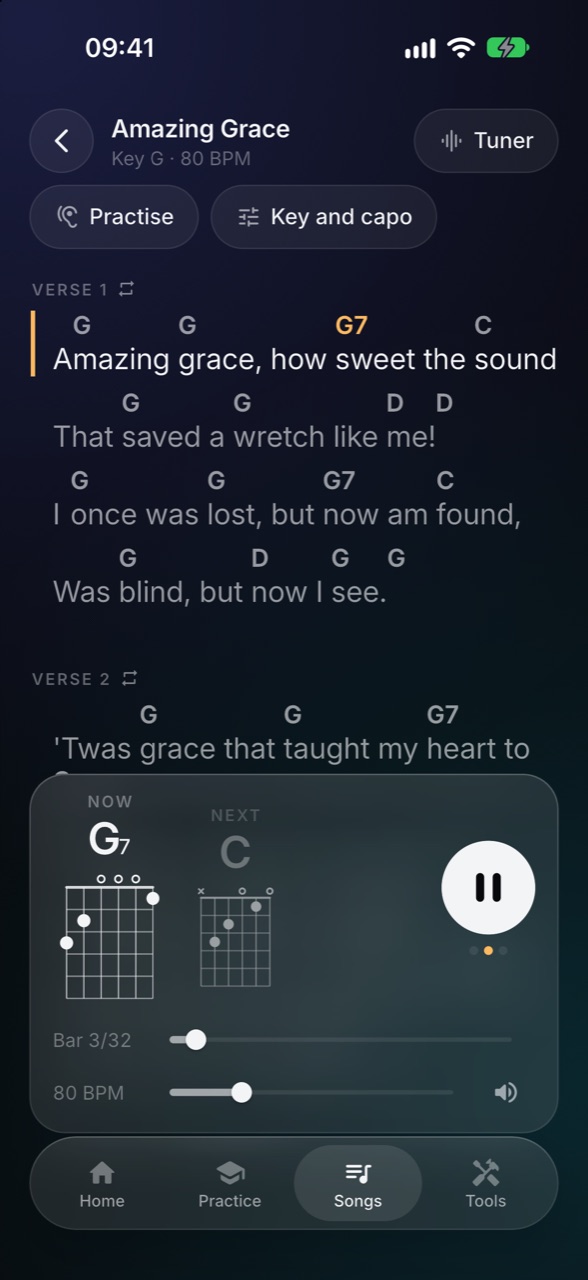 09:41
Amazing Grace
Key G · 80 BPM
Tuner
Practise
Key and capo
VERSE 1
G G G7 C
Amazing grace, how sweet the sound
G G D D
That saved a wretch like me!
G G G7 C
I once was lost, but now am found,
G D G G
Was blind, but now I see.
VERSE 2
G G G7
'Twas grace that taught my heart to
NOW
G7
NEXT
C
x
Bar 3/32
80 BPM
Home
Practice
Songs
Tools